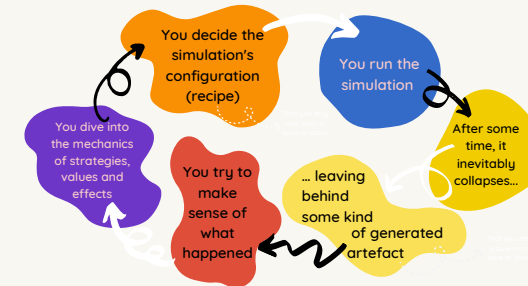 You decide the
simulation's
configuration
(recipe)
You run the
simulation
After some
time, it
inevitably
collapses...
... leaving
behind
some kind
of generated
artefact
You try to
make
sense of
what
happened
You dive into
the mechanics
of strategies,
values and
effects